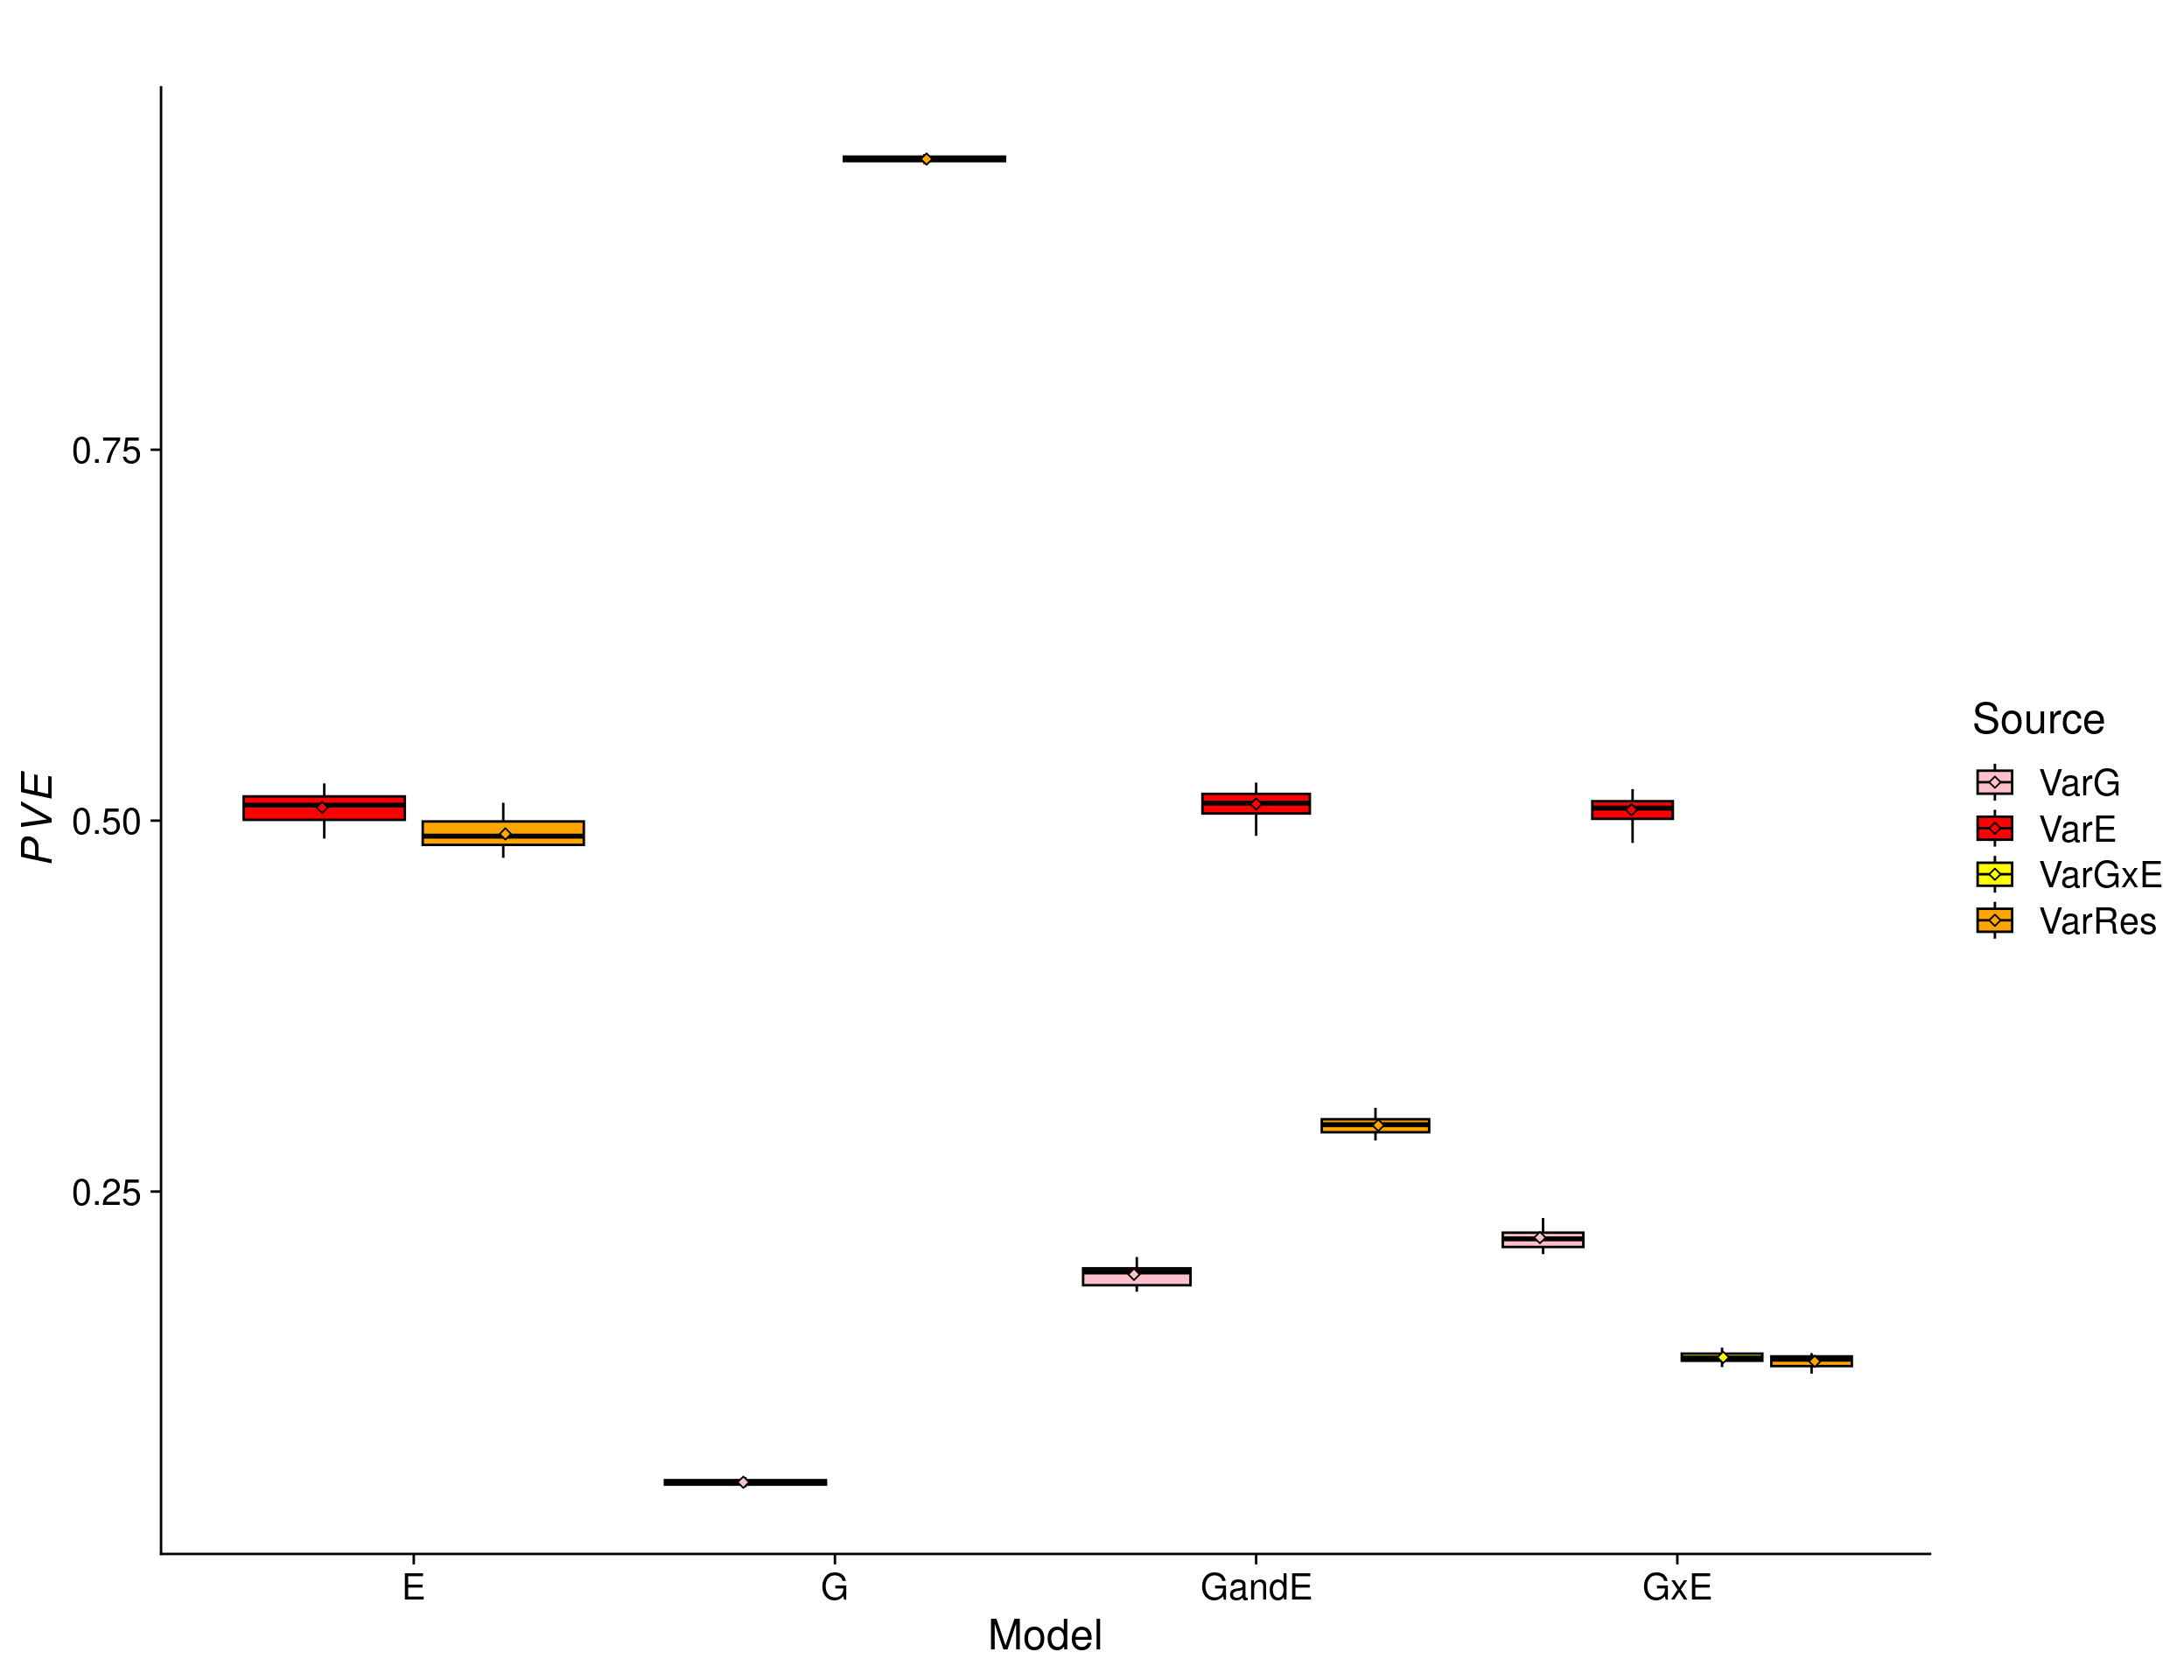 PVE
0.75
0.50
0.25
E
G
GandE
GxE
Model
Source
VarG
VarE
VarGxE
VarRes